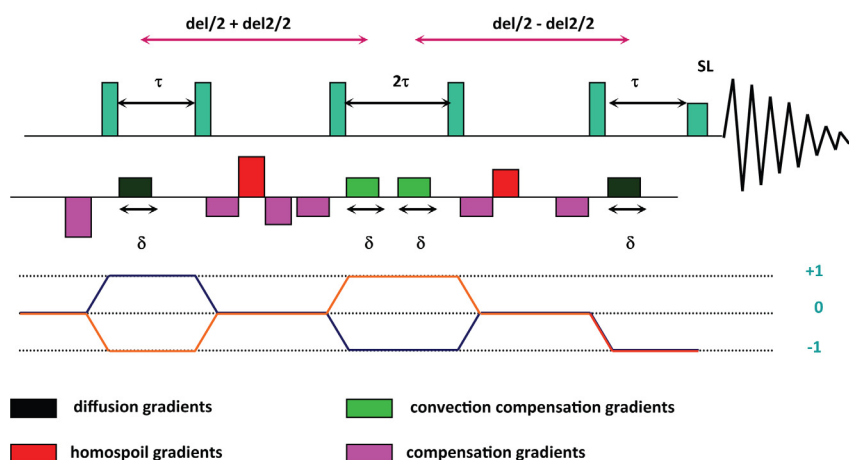 del/2 + del2/2 del/2 - del2/2
SL
τ 2τ τ
δ δ δ δ
+1
0
-1
diffusion gradients convection compensation gradients
homospoil gradients compensation gradients